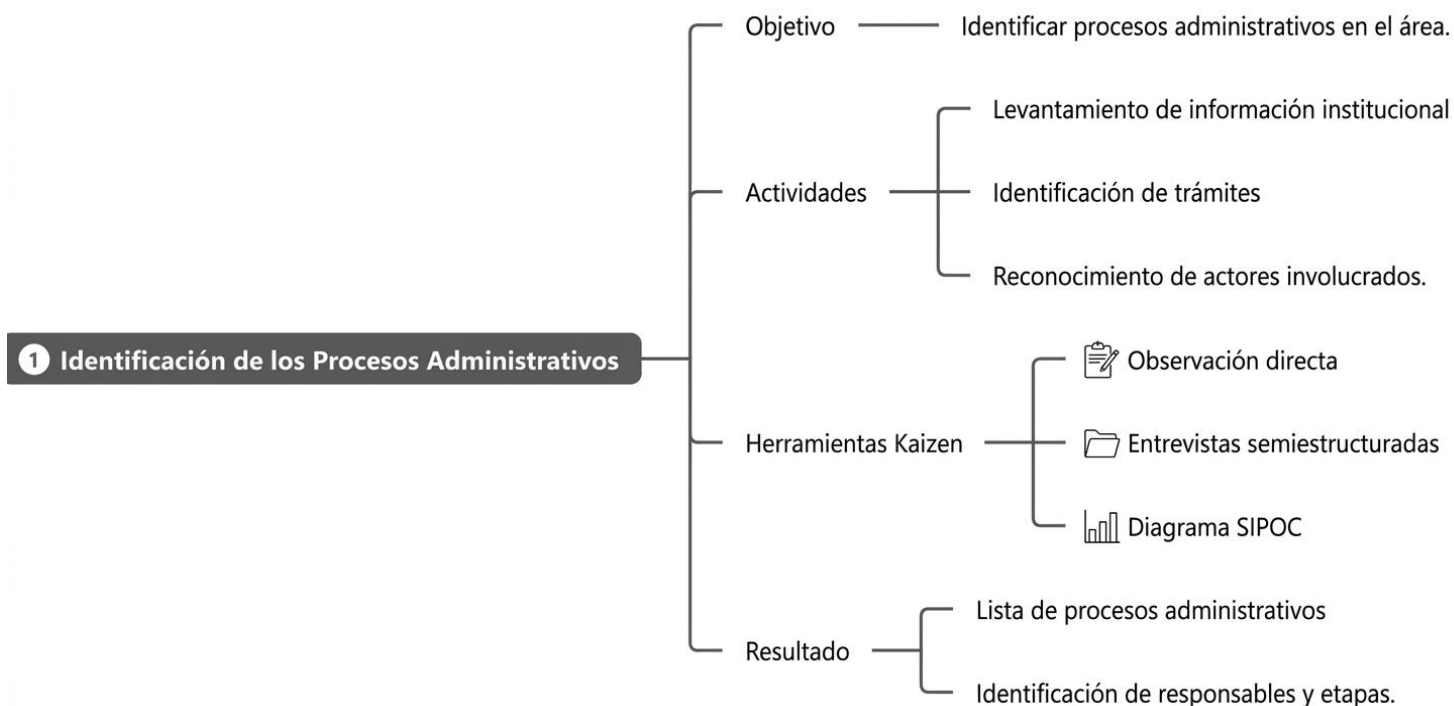 Objetivo
Identificar procesos administrativos en el área.
Actividades
Levantamiento de información institucional
Identificación de trámites
Reconocimiento de actores involucrados.
1 Identificación de los Procesos Administrativos
Herramientas Kaizen
Observación directa
Entrevistas semiestructuradas
Diagrama SIPOC
Resultado
Lista de procesos administrativos
Identificación de responsables y etapas.